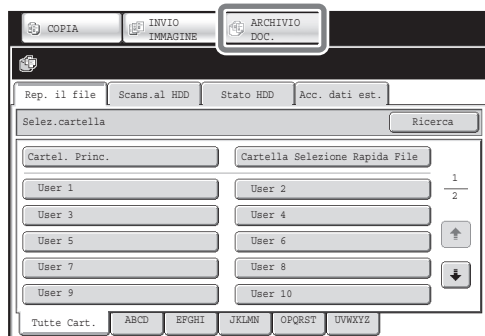 COPIA
INVIO
IMMAGINE
ARCHIVIO
DOC.
Rep. il file
Scans.al HDD
Stato HDD
Acc. dati est.
Selez.cartella
Ricerca
Cartel. Princ.
Cartella Selezione Rapida File
User 1
User 2
1
2
User 3
User 4
User 5
User 6
User 7
User 8
User 9
User 10
Tutte Cart.
ABCD
EFGHI
JKLMN
OPQRST
UVWXYZ